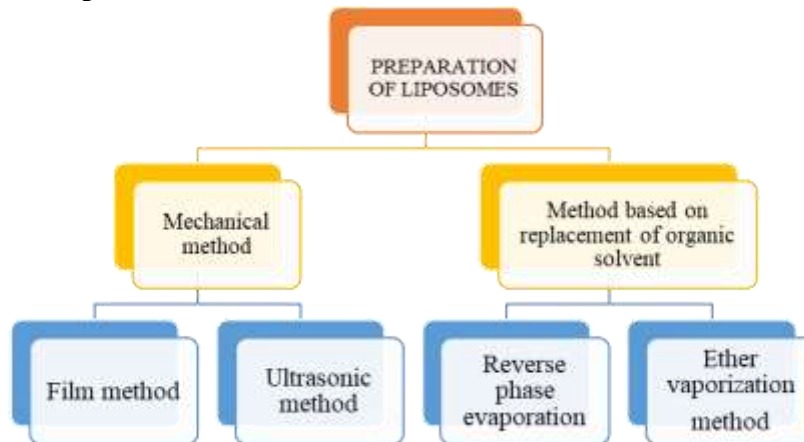 PREPARATION
OF LIPOSOMES
Mechanical
method
Method based on
replacement of organic
solvent
Film method
Ultrasonic
method
Reverse
phase
evaporation
Ether
vaporization
method